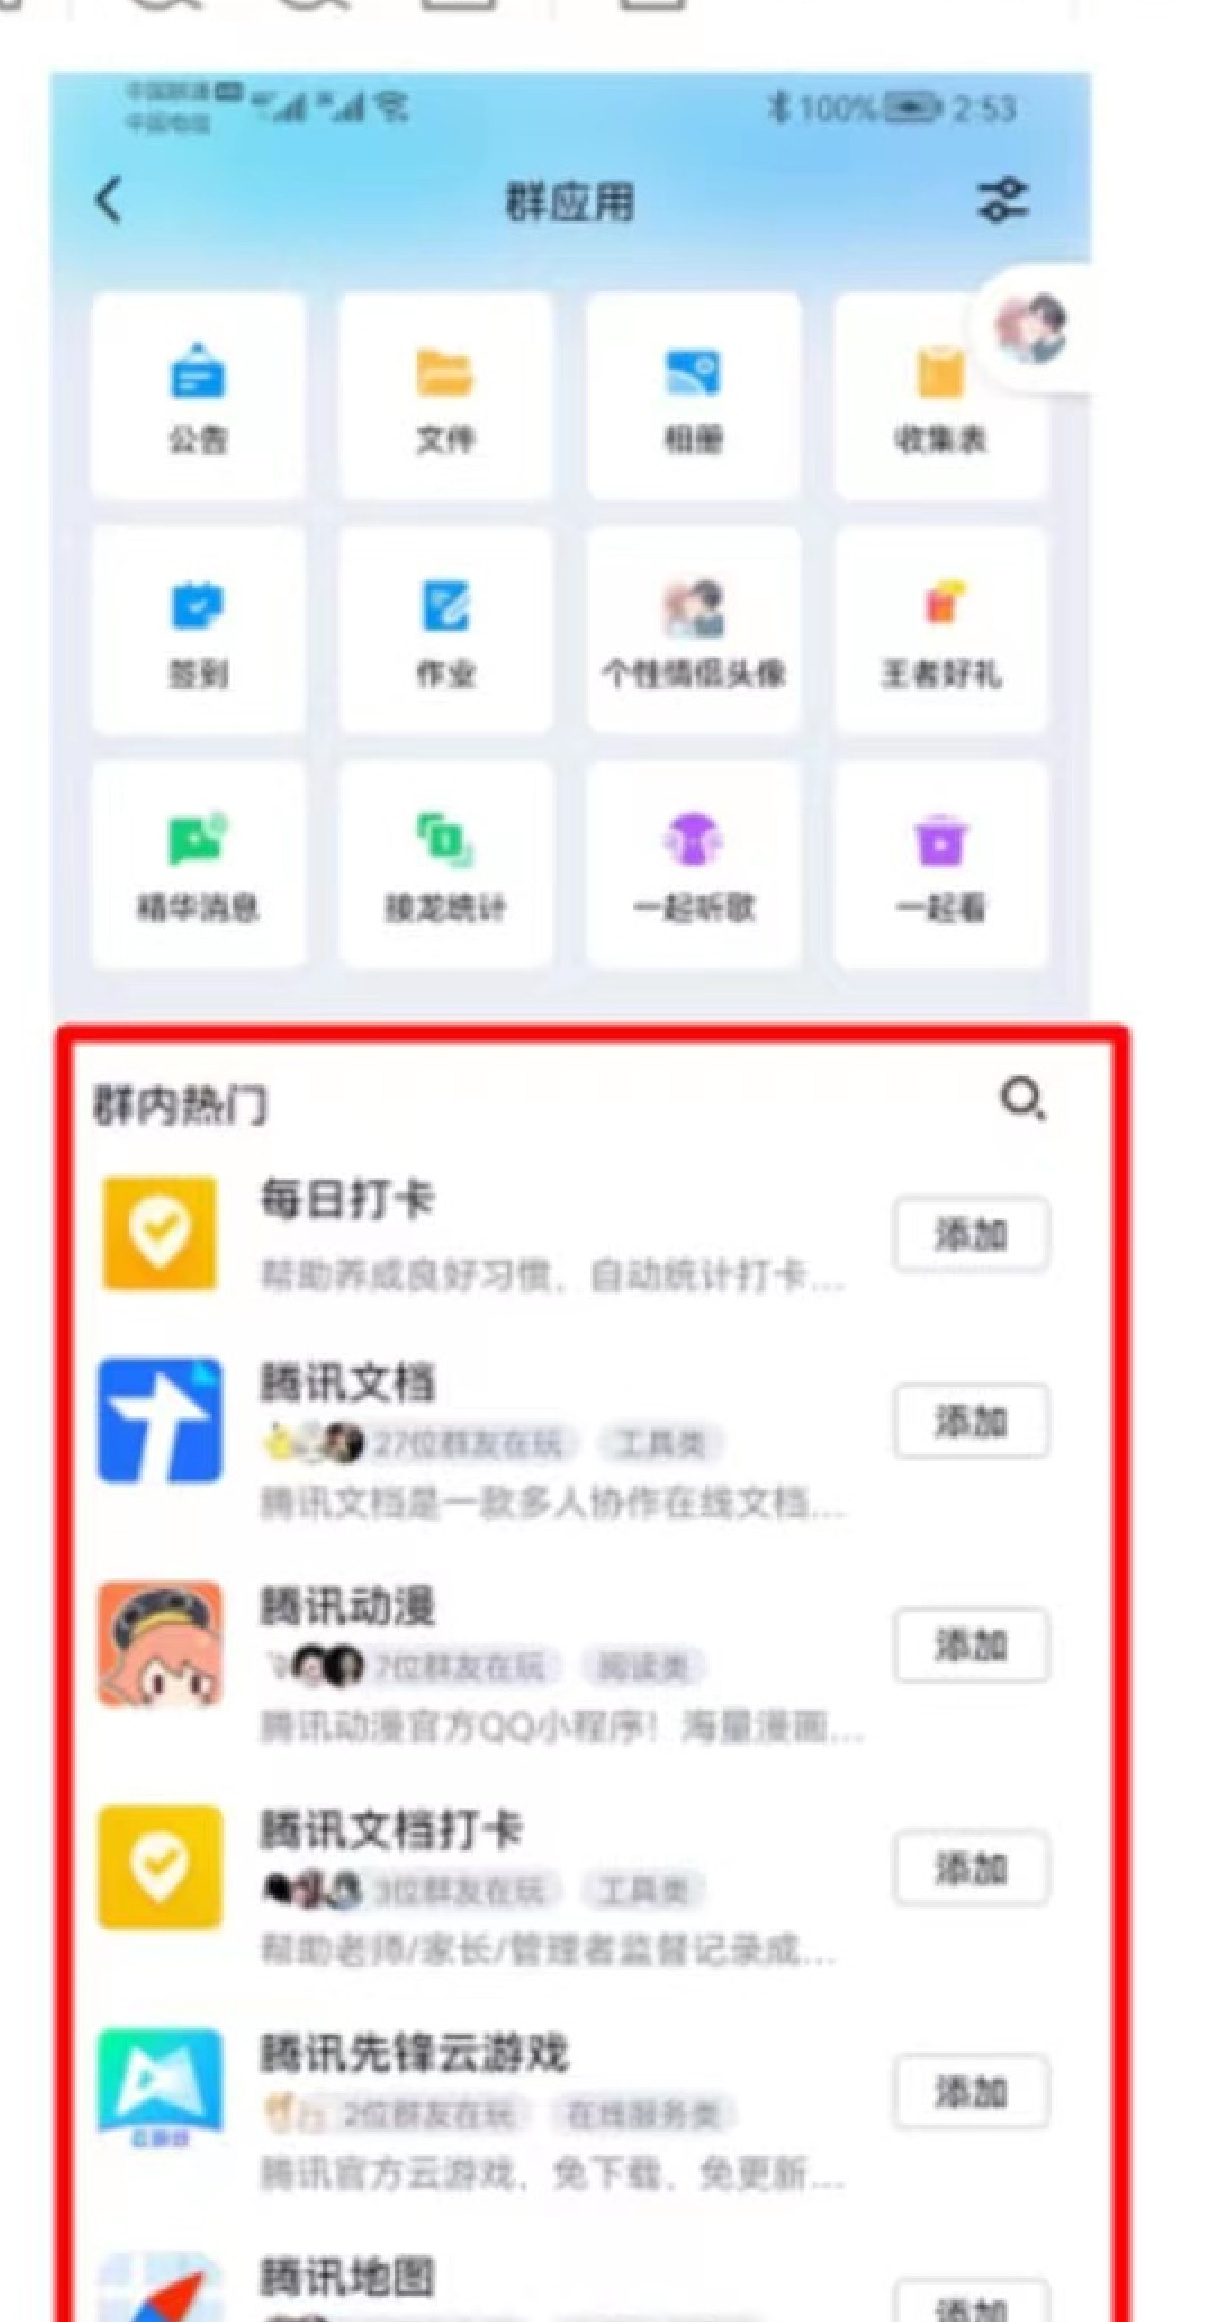 中国联通
中国电信
100% 2:53
群应用
公告 文件 相册 收集表
签到 作业 个性情侣头像 王者好礼
精华消息 接龙统计 一起听歌 一起看
群内热门
每日打卡
添加
帮助养成良好习惯，自动统计打卡...
腾讯文档
27位群友在玩 工具类
添加
腾讯文档是一款多人协作在线文档...
腾讯动漫
7位群友在玩 阅读类
添加
腾讯动漫官方QQ小程序！海量漫画...
腾讯文档打卡
3位群友在玩 工具类
添加
帮助老师/家长/管理者监督记录成...
腾讯先锋云游戏
2位群友在玩 在线服务类
添加
云游戏
腾讯官方云游戏，免下载、免更新...
腾讯地图
添加